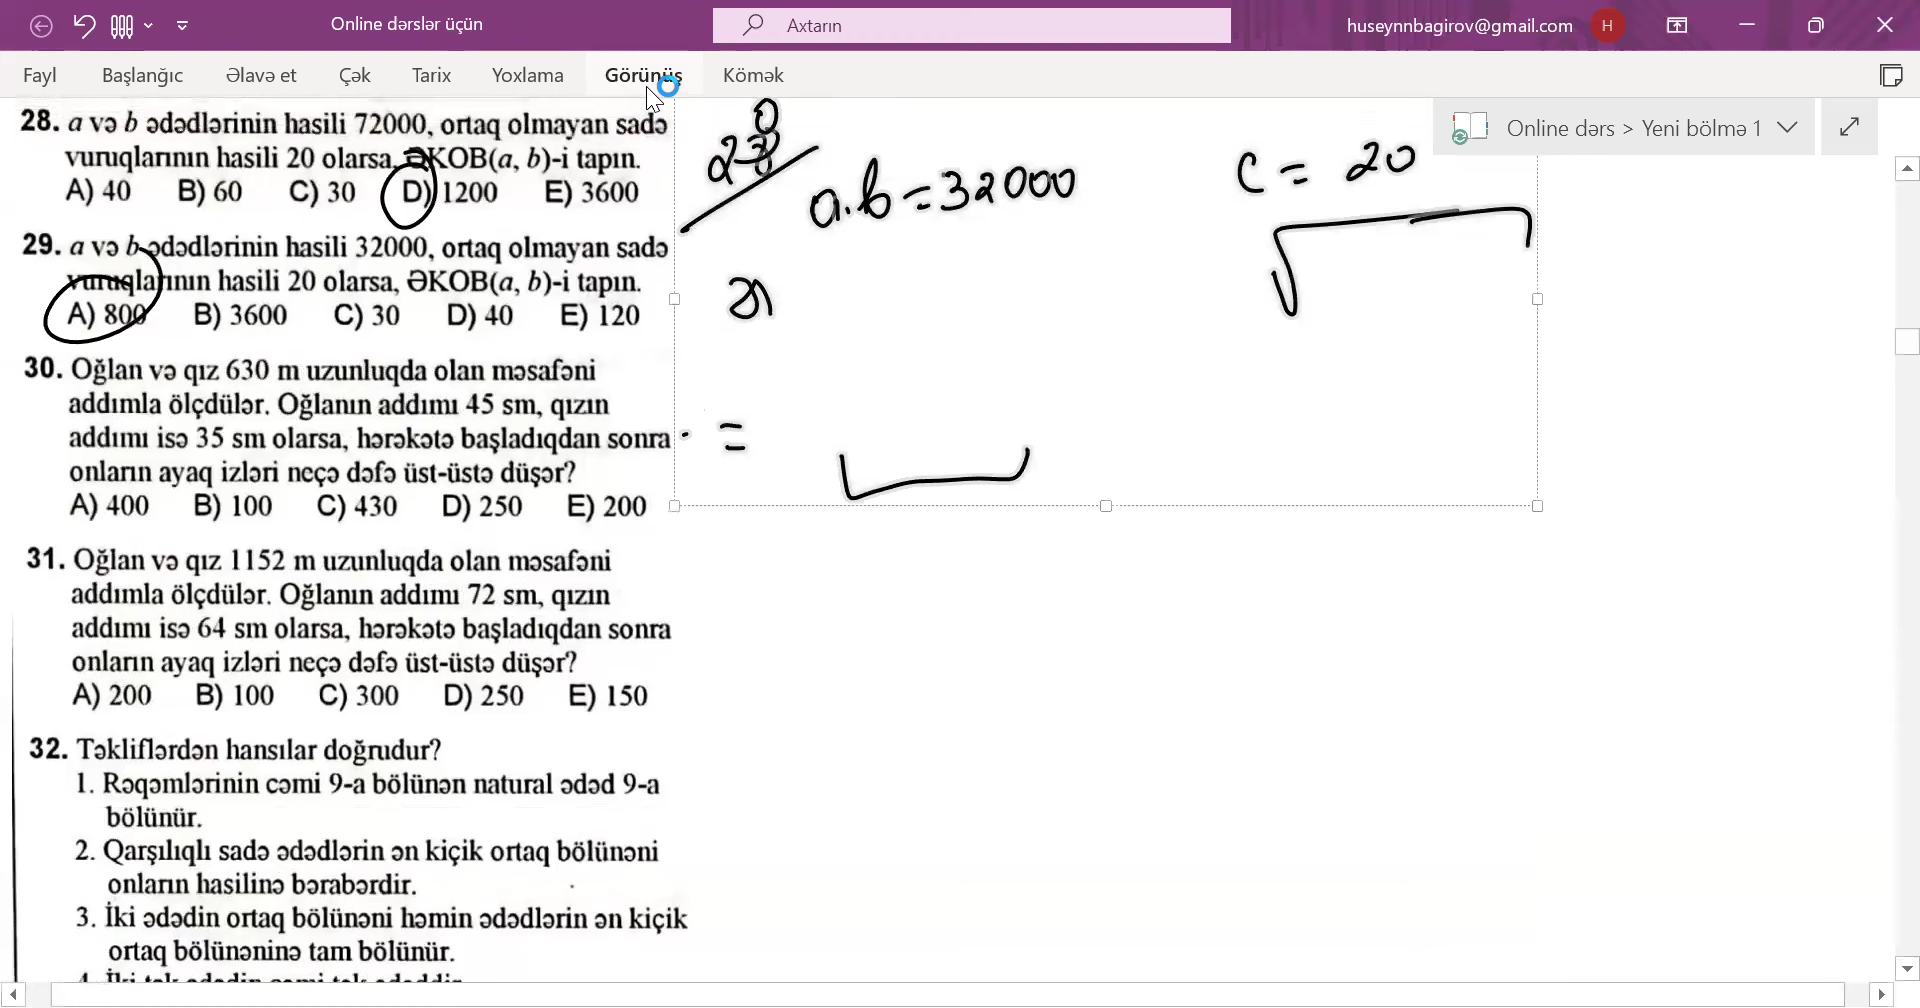 Online dərslər üçün
Axtarın
huseynnbagirov@gmail.com
H
Fayl Başlanğıc Əlavə et Çək Tarix Yoxlama Görünüş Kömək
Online dərs > Yeni bölmə 1
28. a və b ədədlərinin hasili 72000, ortaq olmayan sadə
vuruqlarının hasili 20 olarsa, ƏKOB(a, b)-i tapın.
A) 40 B) 60 C) 30 D) 1200 E) 3600
29. a və b ədədlərinin hasili 32000, ortaq olmayan sadə
vuruqlarının hasili 20 olarsa, ƏKOB(a, b)-i tapın.
A) 800 B) 3600 C) 30 D) 40 E) 120
a.b = 32000
c = 20
=
30. Oğlan və qız 630 m uzunluqda olan məsafəni
addımla ölçdülər. Oğlanın addımı 45 sm, qızın
addımı isə 35 sm olarsa, hərəkətə başladıqdan sonra
onların ayaq izləri neçə dəfə üst-üstə düşər?
A) 400 B) 100 C) 430 D) 250 E) 200
31. Oğlan və qız 1152 m uzunluqda olan məsafəni
addımla ölçdülər. Oğlanın addımı 72 sm, qızın
addımı isə 64 sm olarsa, hərəkətə başladıqdan sonra
onların ayaq izləri neçə dəfə üst-üstə düşər?
A) 200 B) 100 C) 300 D) 250 E) 150
32. Təkliflərdən hansılar doğrudur?
1. Rəqəmlərinin cəmi 9-a bölünən natural ədəd 9-a
bölünür.
2. Qarşılıqlı sadə ədədlərin ən kiçik ortaq bölünəni
onların hasilinə bərabərdir.
3. İki ədədin ortaq bölünəni həmin ədədlərin ən kiçik
ortaq bölünəninə tam bölünür.
4. İki tək ədədin cəmi tək ədəddir